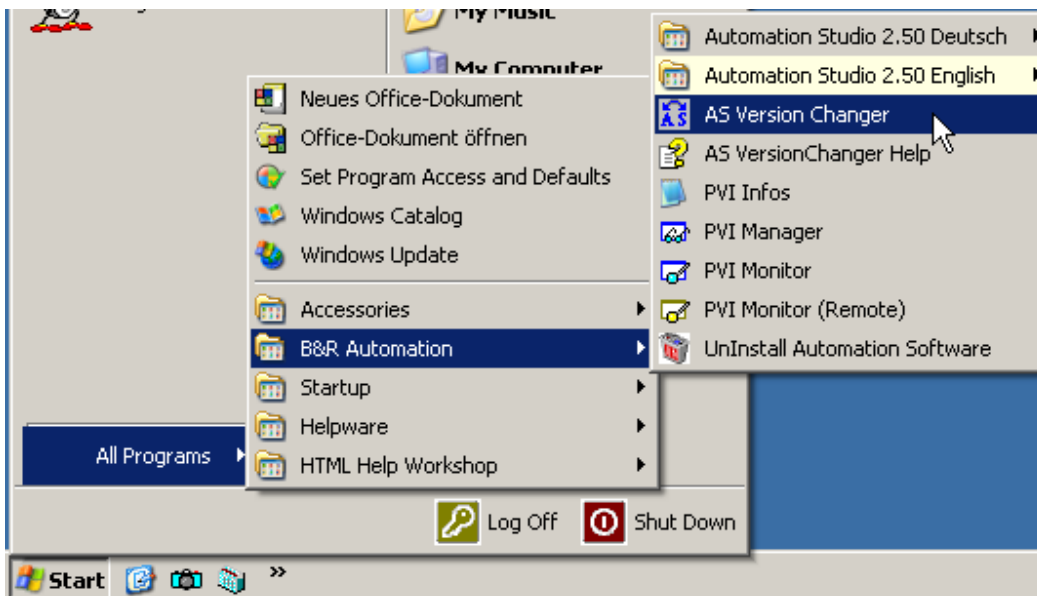 My Music
My Computer
Neues Office-Dokument
Office-Dokument öffnen
Set Program Access and Defaults
Windows Catalog
Windows Update
Accessories
B&R Automation
Startup
Helpware
HTML Help Workshop
Automation Studio 2.50 Deutsch
Automation Studio 2.50 English
AS Version Changer
AS VersionChanger Help
PVI Infos
PVI Manager
PVI Monitor
PVI Monitor (Remote)
UnInstall Automation Software
All Programs
Log Off
Shut Down
Start